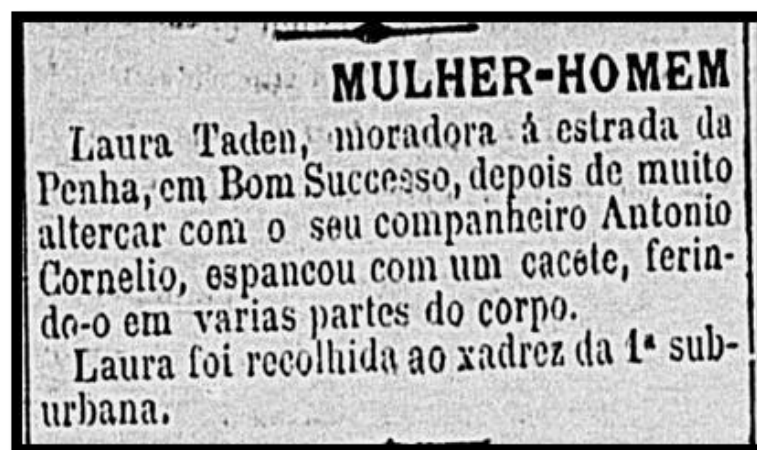 MULHER-HOMEM
Laura Taden, moradora á estrada da
Penha, em Bom Successo, depois de muito
altercar com o seu companheiro Antonio
Cornelio, espancou com um cacete, ferin-
do-o em varias partes do corpo.
Laura foi recolhida ao xadrez da 1ª sub-
urbana.